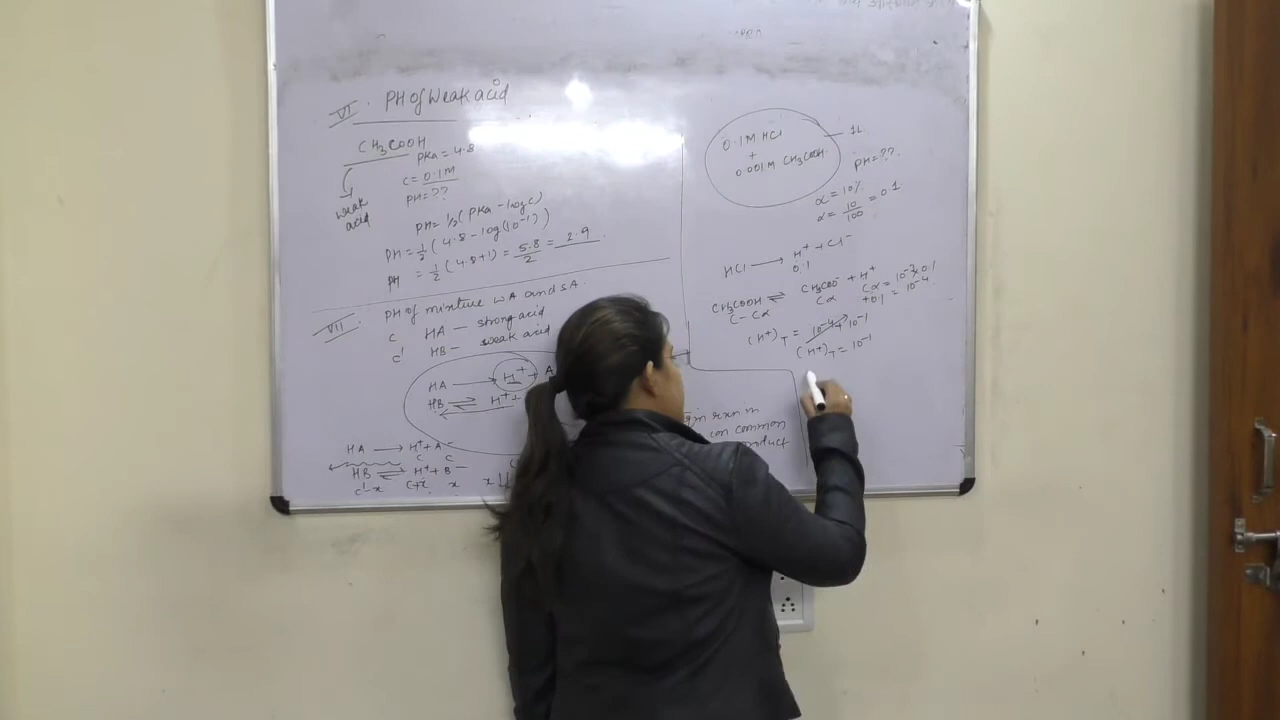 VI. PH of Weak acid
CH3COOH
PKa = 4.8
C = 0.1M
PH = ??
weak
acid
PH = 1/2 (PKa - log C)
PH = 1/2 (4.8 - log(10^-1))
PH = 1/2 (4.8+1) = 5.8/2 = 2.9
VII. PH of mixture WA and SA.
C HA — strong acid
C' HB — weak acid
HA ⟶ H+ + A
HB ⇌ H+ +
HA ⟶ H+ + A-
C C
HB ⇌ H+ + B-
C'-x C+x x
rxn in
common
0.1M HCl
+
0.001M CH3COOH
1L
PH = ??
α = 10%
α = 10/100 = 0.1
HCl ⟶ H+ + Cl-
0.1
CH3COOH ⇌ CH3COO- + H+
C-Cα Cα Cα = 10^-3 × 0.1
+0.1 = 10^-4
(H+)T = 10^-4 + 10^-1
(H+)T = 10^-1